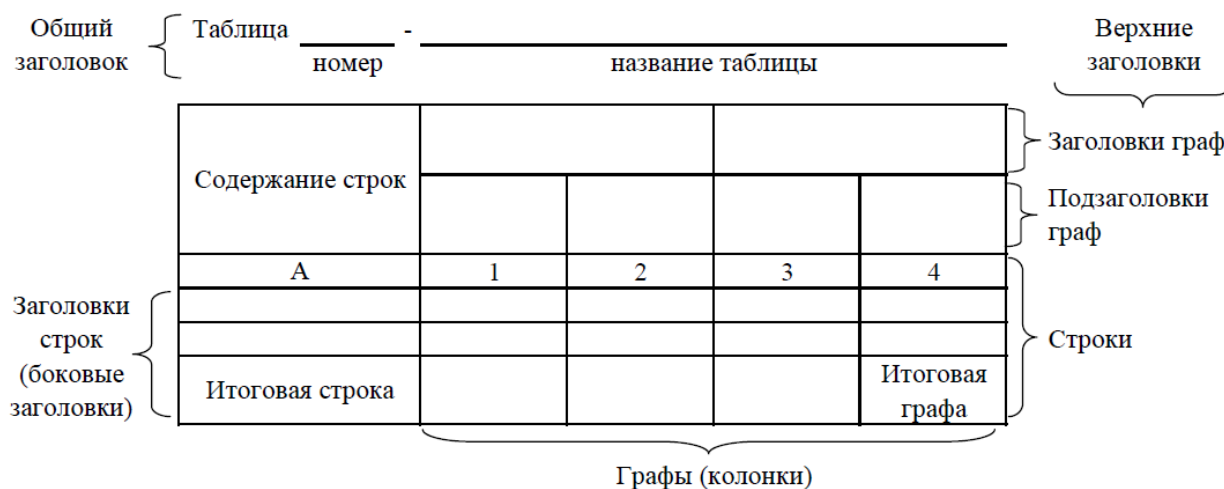 Общий
заголовок
Таблица -
номер
название таблицы
Верхние
заголовки
Заголовки граф
Содержание строк
Подзаголовки
граф
А 1 2 3 4
Заголовки
строк
(боковые
заголовки)
Строки
Итоговая строка
Итоговая
графа
Графы (колонки)